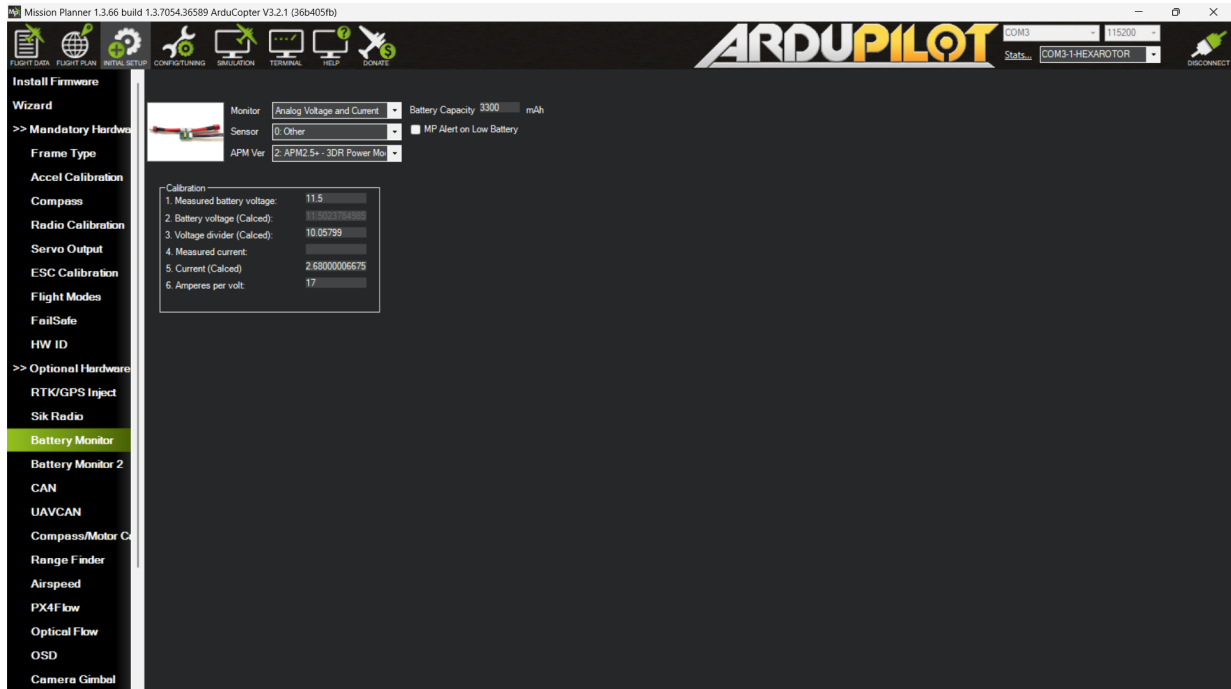 Mission Planner 1.3.66 build 1.3.7054.36589 ArduCopter V3.2.1 (36b405fb)
FLIGHT DATA FLIGHT PLAN INITIAL SETUP CONFIG/TUNING SIMULATION TERMINAL HELP DONATE
ARDUPILOT
COM3 115200
Stats... COM3-1-HEXAROTOR
DISCONNECT
Install Firmware
Wizard
>> Mandatory Hardwa
Frame Type
Accel Calibration
Compass
Radio Calibration
Servo Output
ESC Calibration
Flight Modes
FailSafe
HW ID
>> Optional Hardware
RTK/GPS Inject
Sik Radio
Battery Monitor
Battery Monitor 2
CAN
UAVCAN
Compass/Motor Ca
Range Finder
Airspeed
PX4Flow
Optical Flow
OSD
Camera Gimbal
Monitor Analog Voltage and Current Battery Capacity 3300 mAh
Sensor 0: Other MP Alert on Low Battery
APM Ver 2: APM2.5+ - 3DR Power Mo
Calibration
1. Measured battery voltage: 11.5
2. Battery voltage (Calced): 11.5023784985
3. Voltage divider (Calced): 10.05799
4. Measured current:
5. Current (Calced) 2.68000006675
6. Amperes per volt: 17